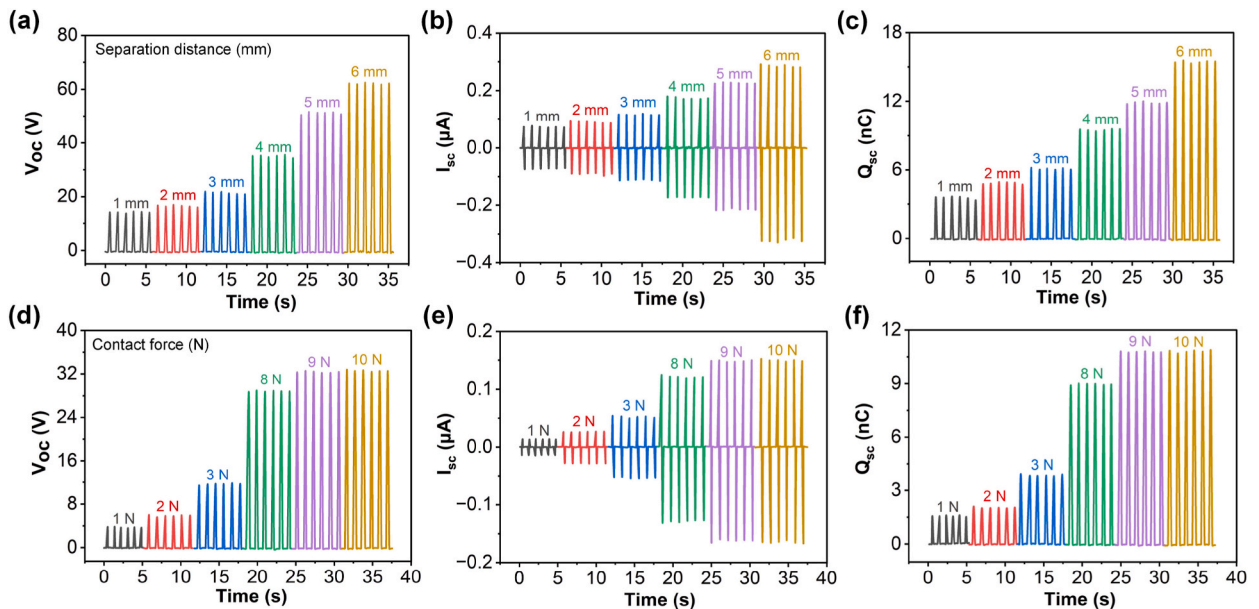 (a)
80
60
40
20
0
V_OC (V)
Separation distance (mm)
1 mm
2 mm
3 mm
4 mm
5 mm
6 mm
0 5 10 15 20 25 30 35
Time (s)
(b)
0.4
0.2
0.0
−0.2
−0.4
I_sc (µA)
1 mm
2 mm
3 mm
4 mm
5 mm
6 mm
0 5 10 15 20 25 30 35
Time (s)
(c)
18
12
6
0
Q_sc (nC)
1 mm
2 mm
3 mm
4 mm
5 mm
6 mm
0 5 10 15 20 25 30 35
Time (s)
(d)
40
32
24
16
8
0
V_OC (V)
Contact force (N)
1 N
2 N
3 N
8 N
9 N
10 N
0 5 10 15 20 25 30 35 40
Time (s)
(e)
0.2
0.1
0.0
−0.1
−0.2
I_sc (µA)
1 N
2 N
3 N
8 N
9 N
10 N
0 5 10 15 20 25 30 35 40
Time (s)
(f)
12
9
6
3
0
Q_sc (nC)
1 N
2 N
3 N
8 N
9 N
10 N
0 5 10 15 20 25 30 35 40
Time (s)